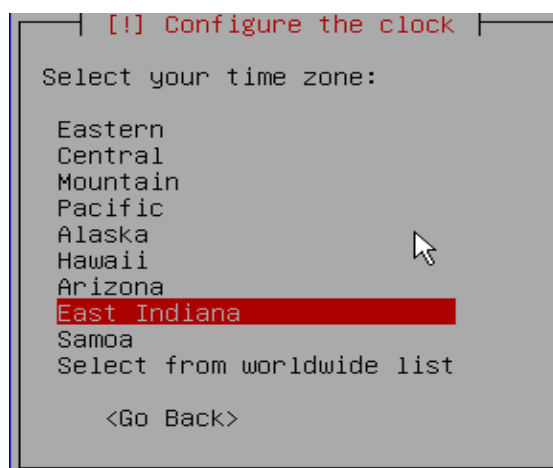 [!] Configure the clock
Select your time zone:
Eastern
Central
Mountain
Pacific
Alaska
Hawaii
Arizona
East Indiana
Samoa
Select from worldwide list
<Go Back>